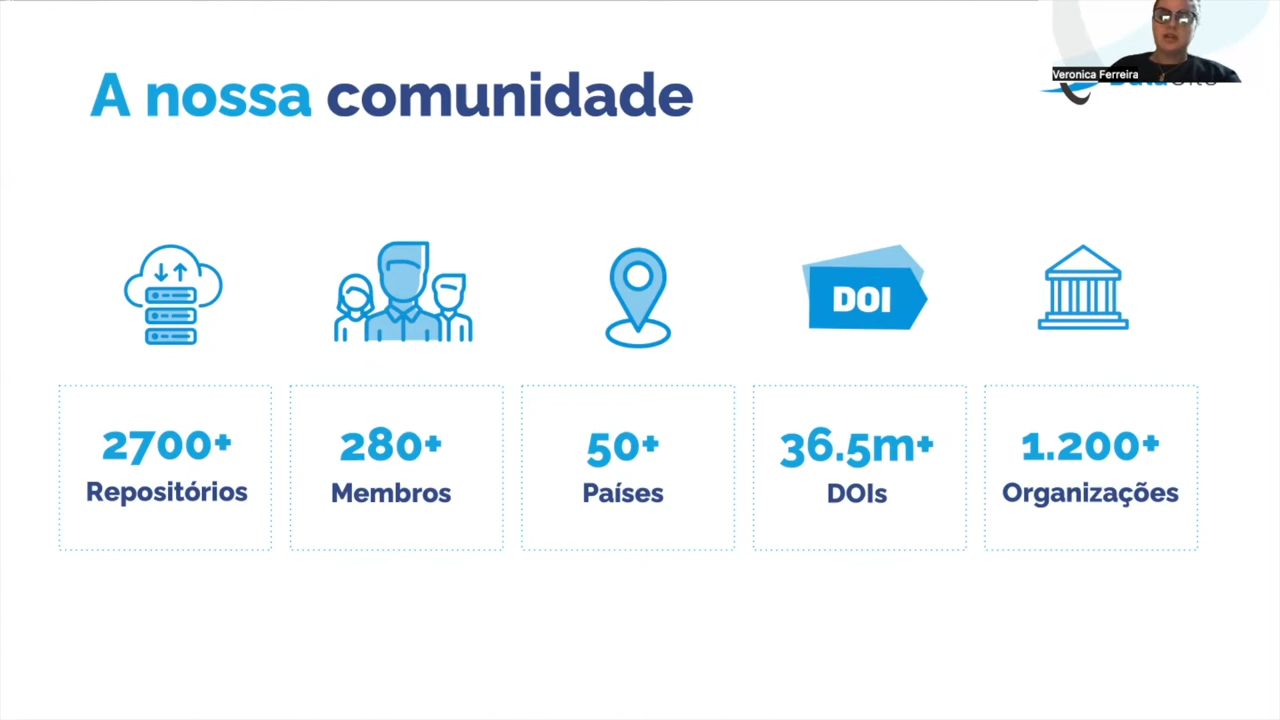 A nossa comunidade
Veronica Ferreira
DOI
2700+
Repositórios
280+
Membros
50+
Países
36.5m+
DOIs
1.200+
Organizações